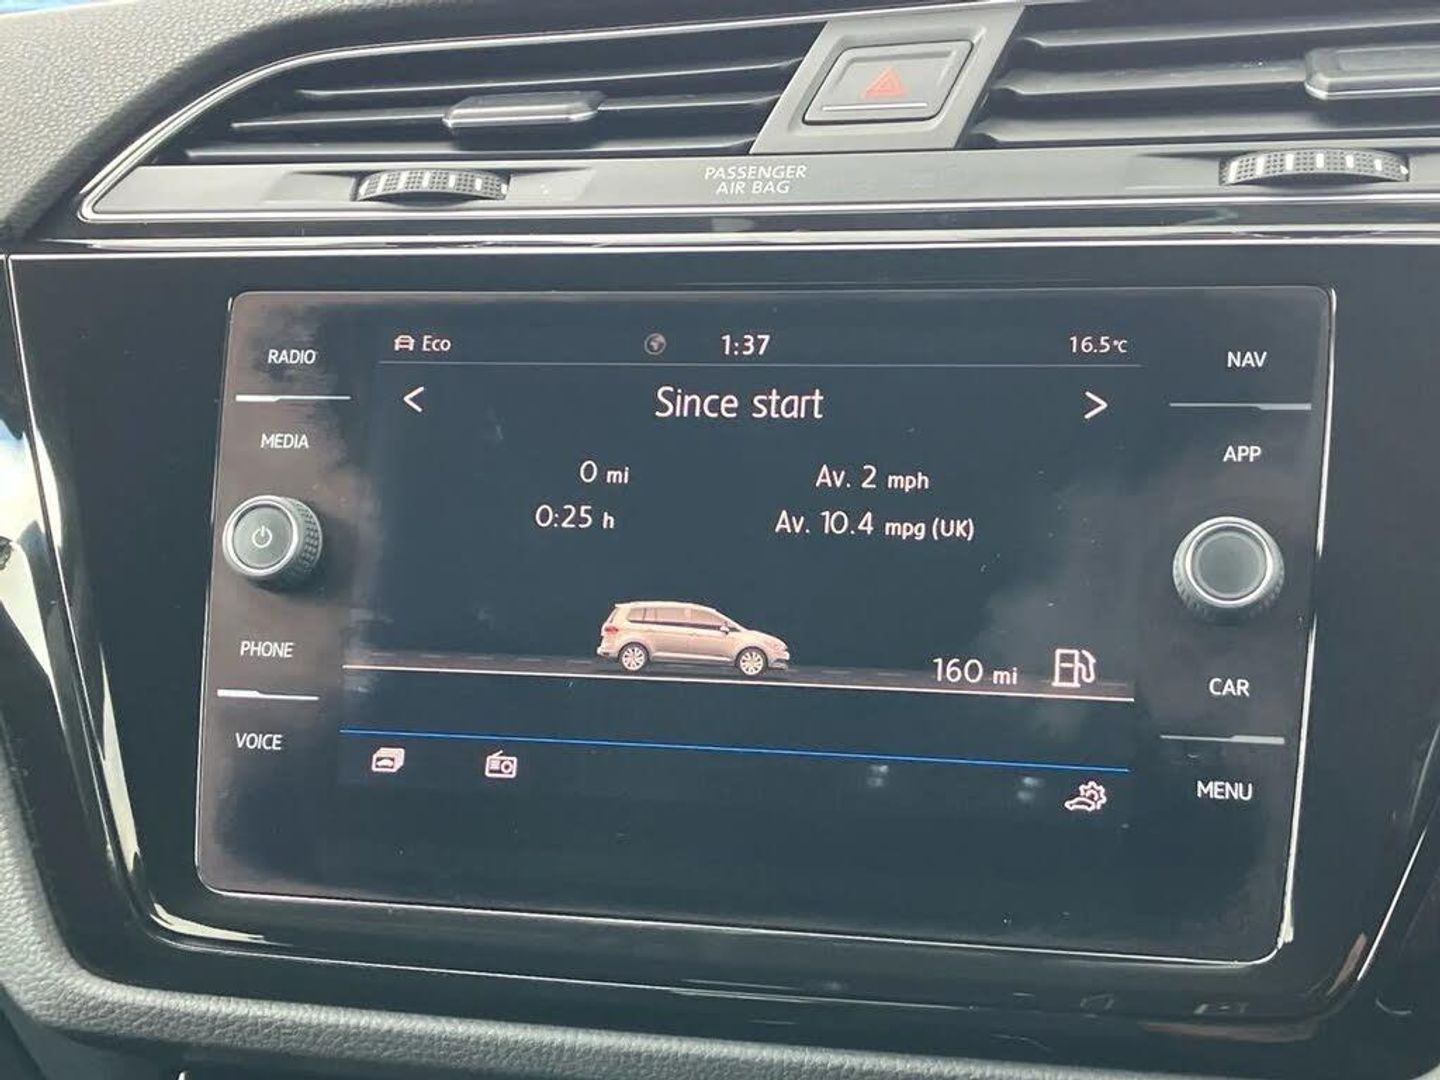 PASSENGER
AIR BAG
RADIO
MEDIA
PHONE
VOICE
Eco
1:37
16.5°C
< Since start >
0 mi
Av. 2 mph
0:25 h
Av. 10.4 mpg (UK)
160 mi
NAV
APP
CAR
MENU